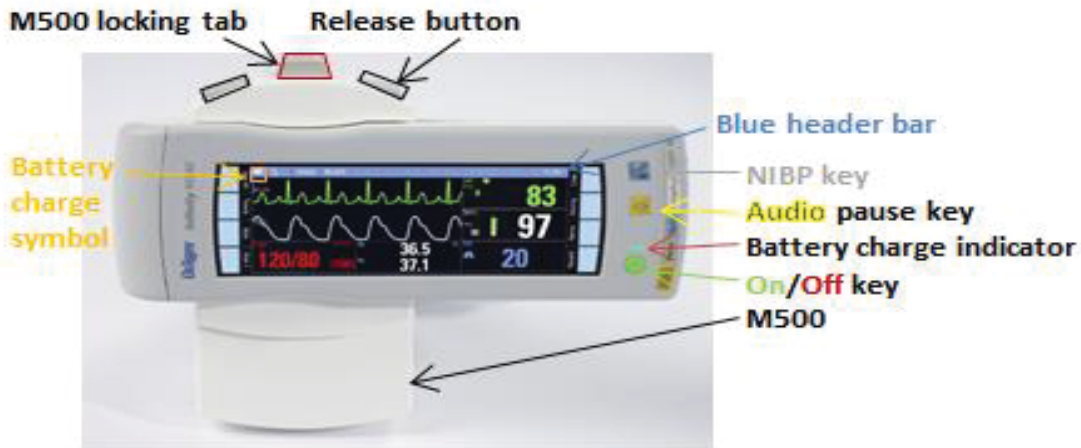 M500 locking tab
Release button
Blue header bar
Battery
charge
symbol
NIBP key
Audio pause key
Battery charge indicator
On/Off key
M500
83
97
36.5
120/80
37.1
20
Dräger